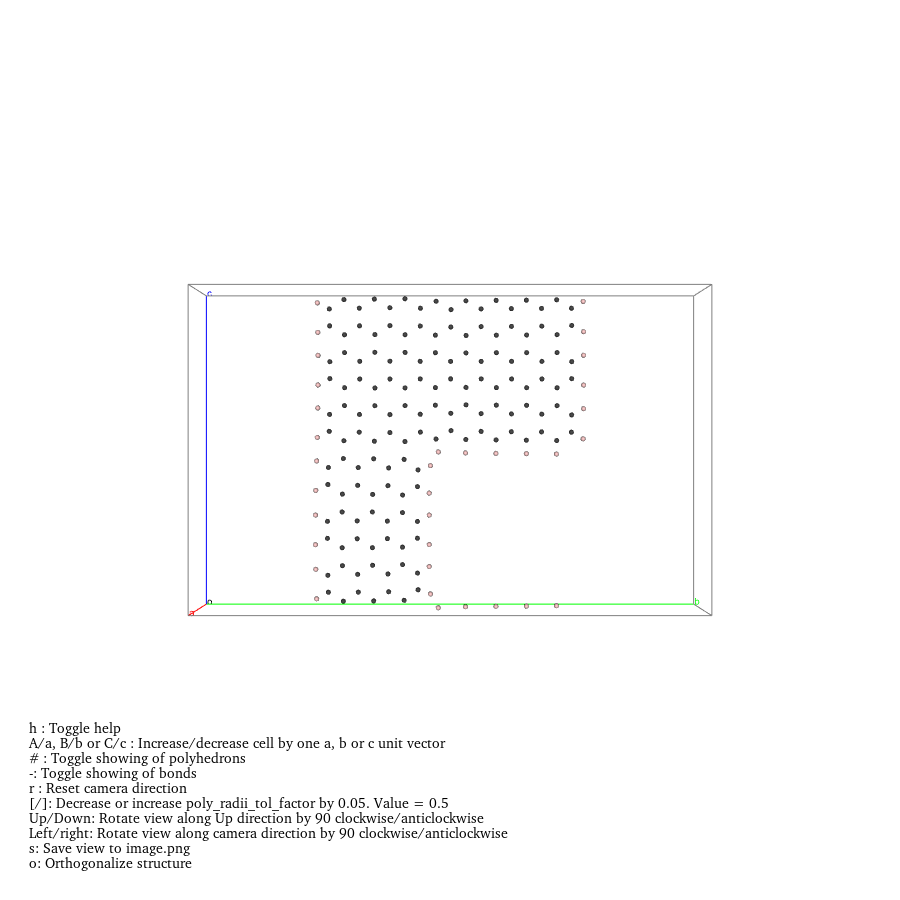 c
o
b
a
h : Toggle help
A/a, B/b or C/c : Increase/decrease cell by one a, b or c unit vector
# : Toggle showing of polyhedrons
-: Toggle showing of bonds
r : Reset camera direction
[/]: Decrease or increase poly_radii_tol_factor by 0.05. Value = 0.5
Up/Down: Rotate view along Up direction by 90 clockwise/anticlockwise
Left/right: Rotate view along camera direction by 90 clockwise/anticlockwise
s: Save view to image.png
o: Orthogonalize structure